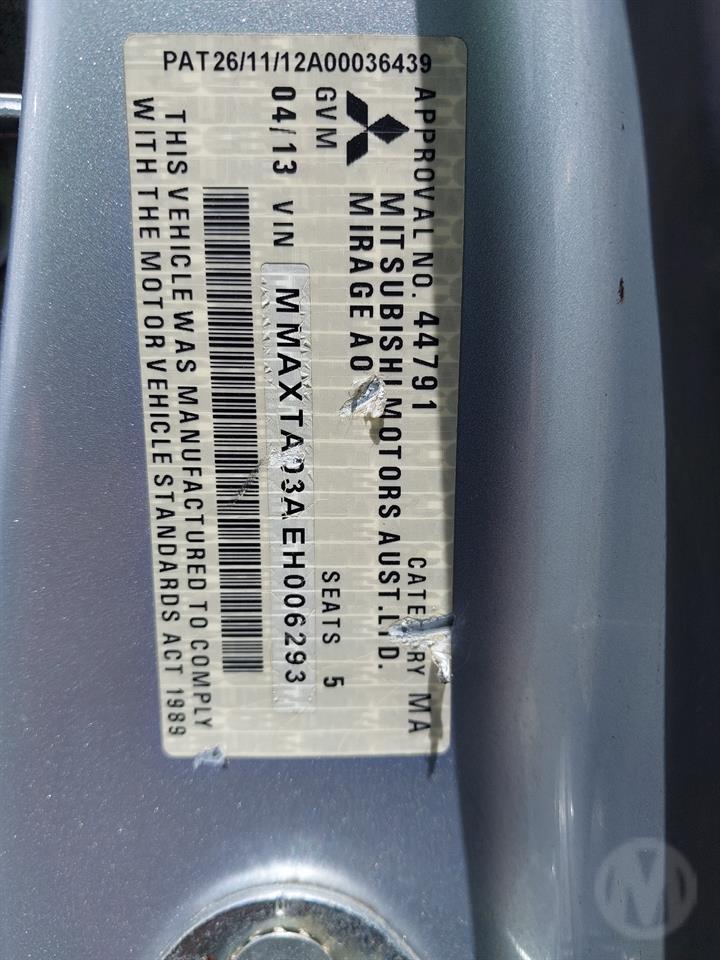 PAT26/11/12A00036439
APPROVAL NO. 44791 CATEGORY MA
MITSUBISHI MOTORS AUST.LTD.
MIRAGE AO
GVM SEATS 5
04/13 VIN MMAXTA03AEH006293
THIS VEHICLE WAS MANUFACTURED TO COMPLY
WITH THE MOTOR VEHICLE STANDARDS ACT 1989
M